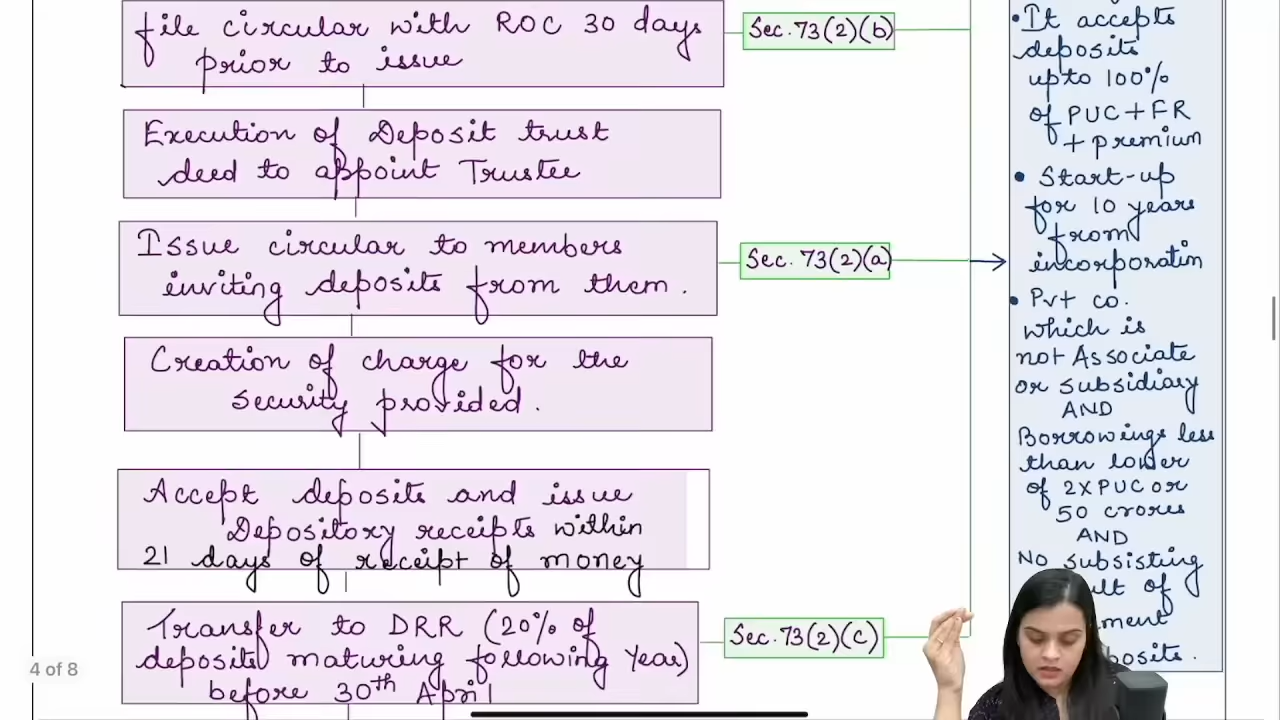 file circular with ROC 30 days
prior to issue
Sec. 73(2)(b)
Execution of Deposit trust
deed to appoint Trustee
Issue circular to members
inviting deposits from them.
Sec. 73(2)(a)
Creation of charge for the
security provided.
Accept deposits and issue
Depository receipts within
21 days of receipt of money
Transfer to DRR (20% of
deposits maturing following Year)
before 30th April
Sec. 73(2)(c)
• It accepts
deposits
upto 100%
of PUC+FR
+ premium
• Start-up
for 10 years
from
incorporatin
• Pvt co.
which is
not Associate
or subsidiary
AND
Borrowings less
than lower
of 2XPUC or
50 crores
AND
No subsisting
of
4 of 8